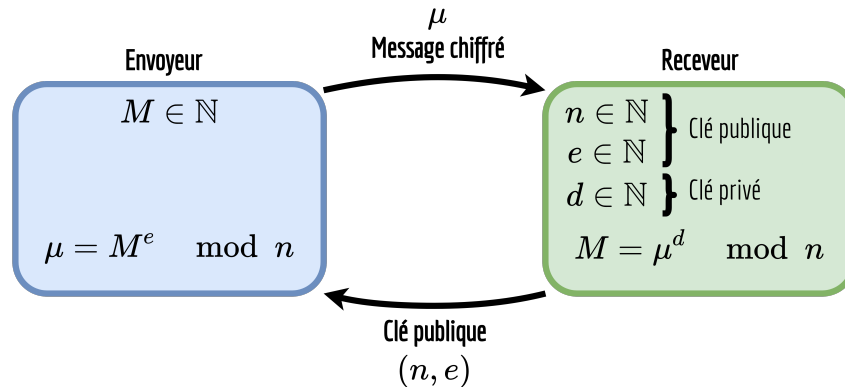 μ
Message chiffré
Envoyeur
M ∈ ℕ
μ = M^e mod n
Receveur
n ∈ ℕ
e ∈ ℕ
Clé publique
d ∈ ℕ
Clé privé
M = μ^d mod n
Clé publique
(n, e)